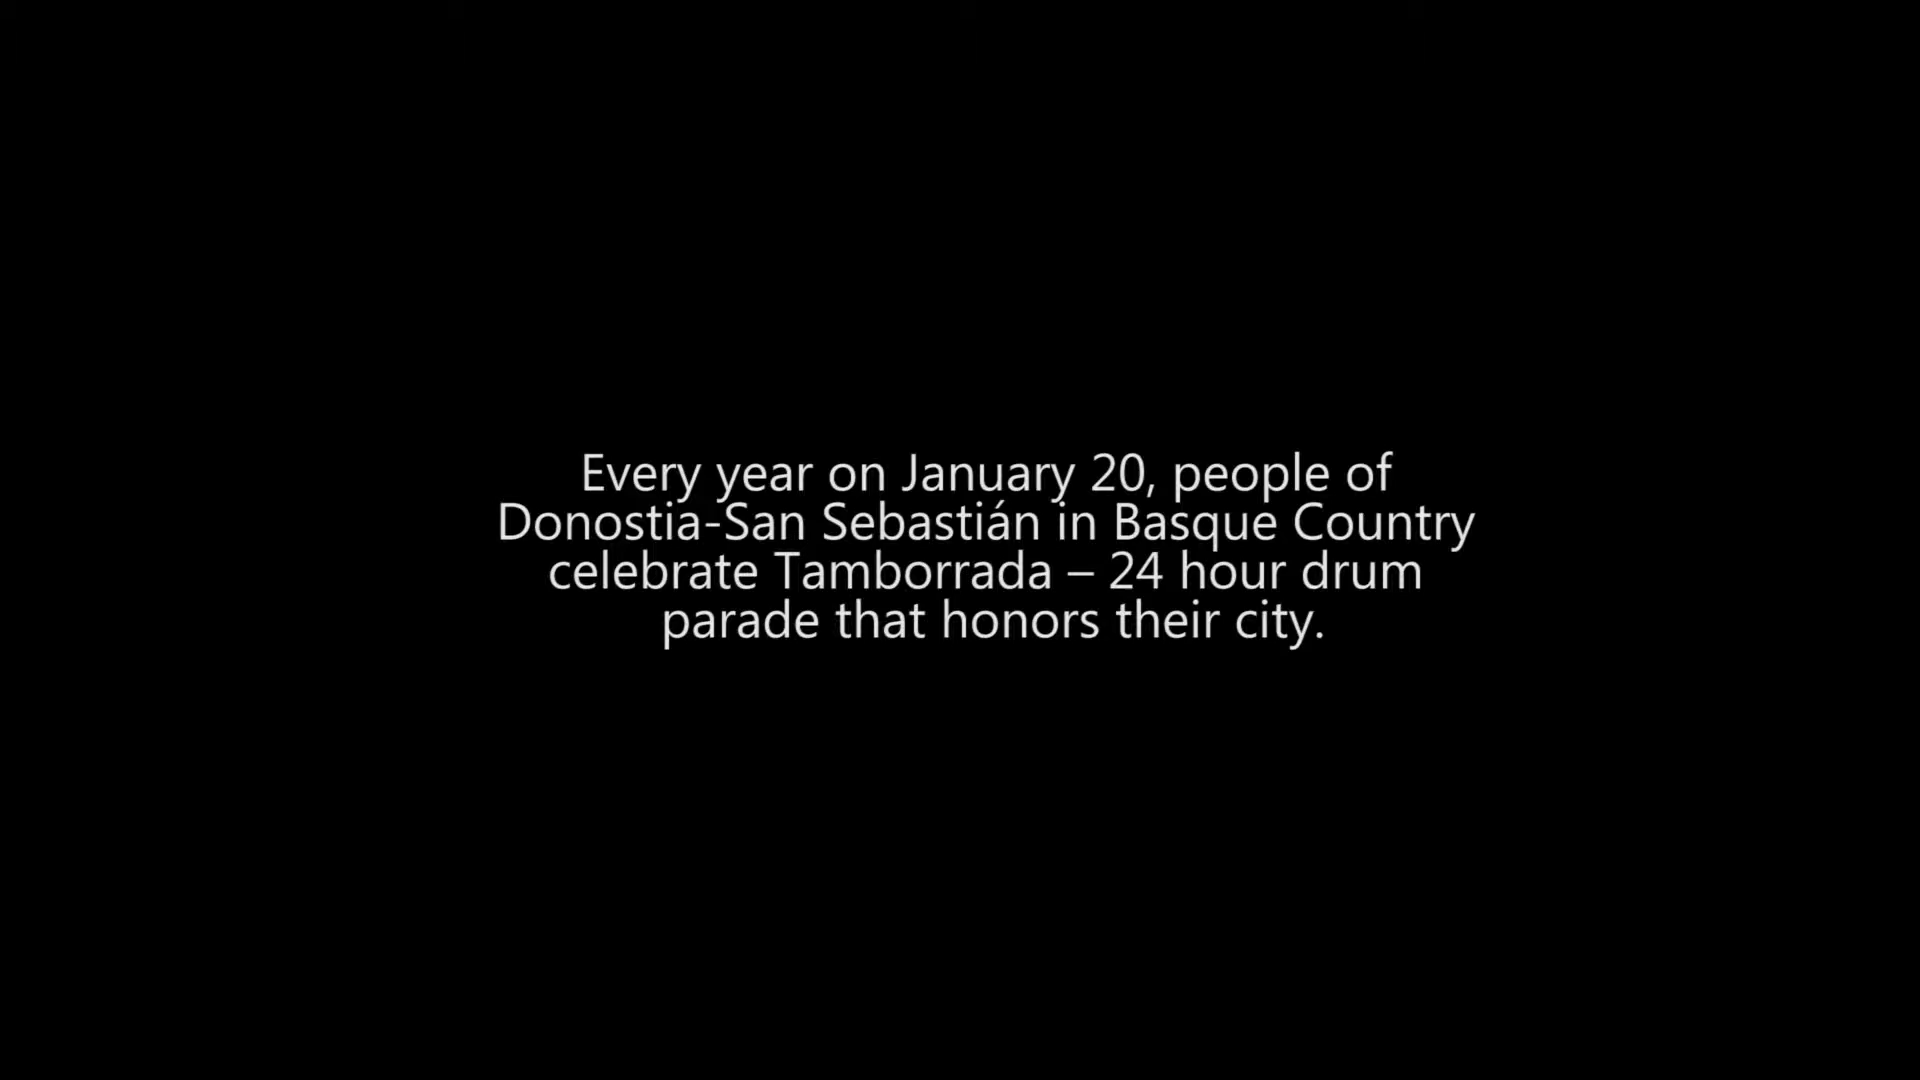 Every year on January 20, people of
Donostia-San Sebastián in Basque Country
celebrate Tamborrada – 24 hour drum
parade that honors their city.